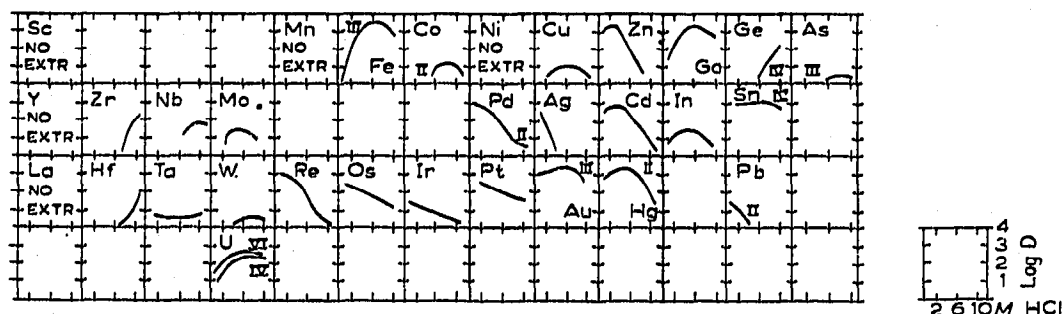 Sc Mn III Co Ni Cu Zn Ge As
NO NO NO
EXTR EXTR Fe II EXTR Ga IV III
Y Zr Nb Mo Pd Ag Cd In Sn IV
NO
EXTR II
La Hf Ta W Re Os Ir Pt III II Pb
NO
EXTR Au Hg II
U VI
IV
4
3
2
1
Log D
2 6 10 M HCl